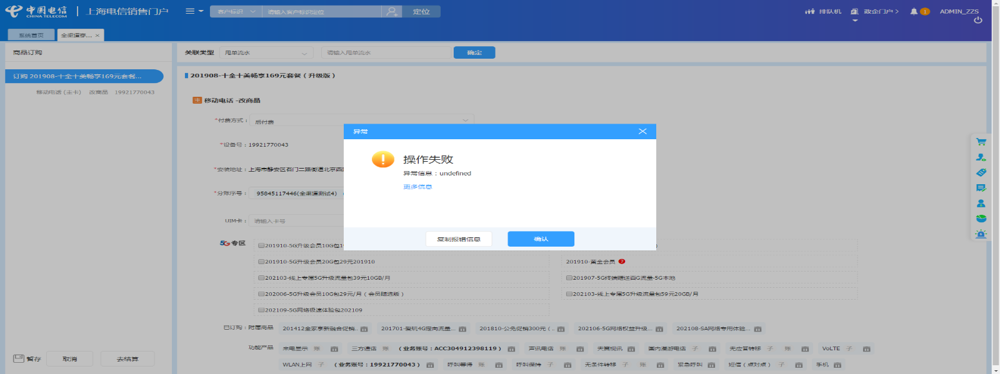 中国电信 CHINA TELECOM 上海电信销售门户 客户标识 请输入客户标识定位 定位 排队机 政企门户 1 ADMIN_ZZS
系统首页 全渠道变... ×
商品订购 关联类型 甩单流水 请输入甩单流水 确定
订购 201908-十全十美畅享169元套餐...
201908-十全十美畅享169元套餐（升级版）
移动电话 (主卡) 改商品 19921770043
移动电话 -改商品
*付费方式： 后付费
*设备号：19921770043
*安装地址：上海市静安区石门二路街道北京西
*分账序号： 95845117446(全渠道测试4)
UIM卡： 请输入卡号
异常
操作失败
异常信息：undefined
更多信息
复制报错信息 确认
5G 专区 201910-5G升级会员10G包1
201910-5G升级会员20G包29元201910 201910-黄金会员 ?
202103-线上专属5G升级流量包39元10GB/月 201907-5G终端赠送百G流量-5G本地
202006-5G升级会员10G包29元/月（会员随选版） 202103-线上专属5G升级流量包59元20GB/月
202109-5G网络极速体验包202109
已订购：附属商品 201412全家享新融合促销.. 201701-爱玩4G定向流量... 201810-公免促销300元（.. 202106-5G网络权益升级... 202108-SA网络专用体验...
功能产品 来电显示 账 三方通话 账 （业务账号：ACC304912398119） 声讯电话 账 天翼视讯 国内漫游电话 子 无应答转移 子 账 VoLTE 子
WLAN上网 子 （业务账号：19921770043） 呼叫等待 账 呼叫保持 子 无条件转移 子 账 紧急呼叫 短信（点对点） 子 手机
暂存 取消 去结算